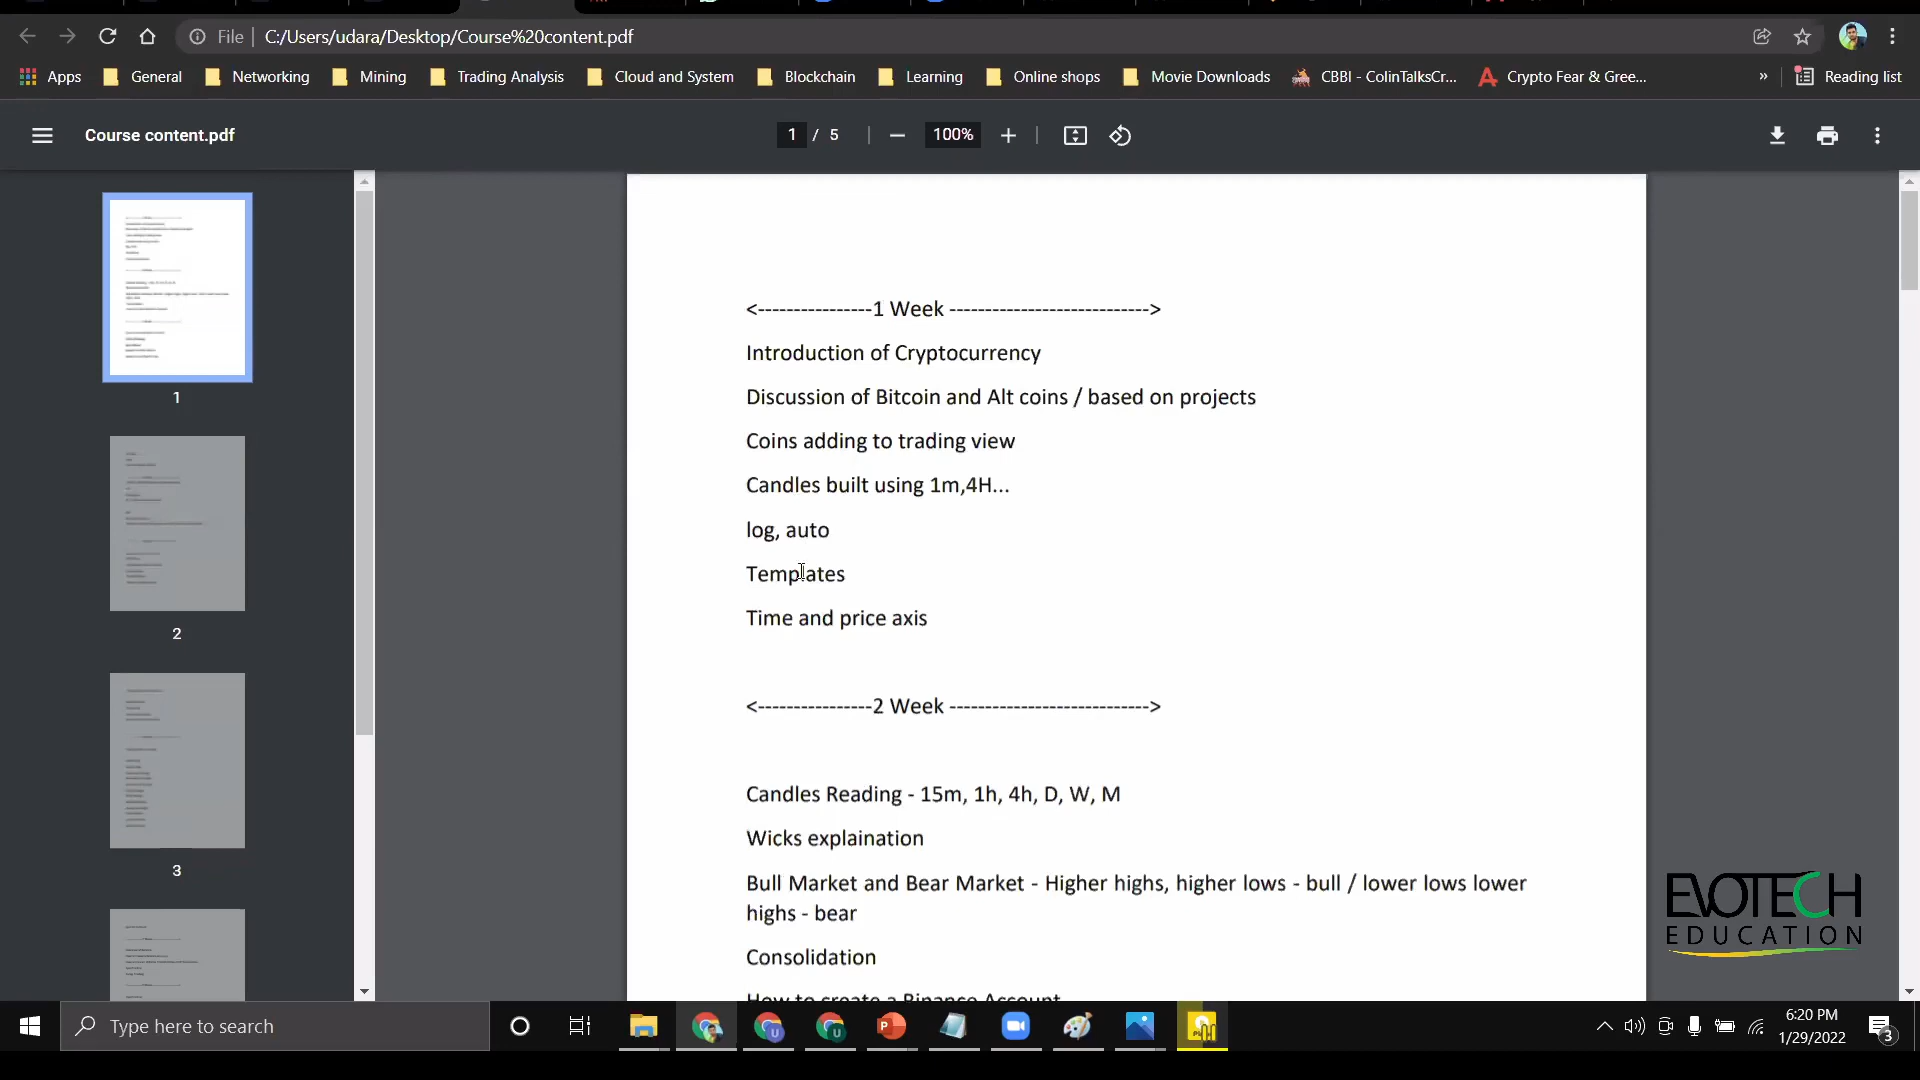 File
C:/Users/udara/Desktop/Course%20content.pdf
Apps
General
Networking
Mining
Trading Analysis
Cloud and System
Blockchain
Learning
Online shops
Movie Downloads
CBBI - ColinTalksCr...
Crypto Fear & Gree...
»
Reading list
Course content.pdf
1 / 5
100%
1
2
3
<----------------1 Week ---------------------------->
Introduction of Cryptocurrency
Discussion of Bitcoin and Alt coins / based on projects
Coins adding to trading view
Candles built using 1m,4H...
log, auto
Templates
Time and price axis
<----------------2 Week ---------------------------->
Candles Reading - 15m, 1h, 4h, D, W, M
Wicks explaination
Bull Market and Bear Market - Higher highs, higher lows - bull / lower lows lower
highs - bear
Consolidation
How to create a Binance Account
EVOTECH
EDUCATION
Type here to search
6:20 PM
1/29/2022
3